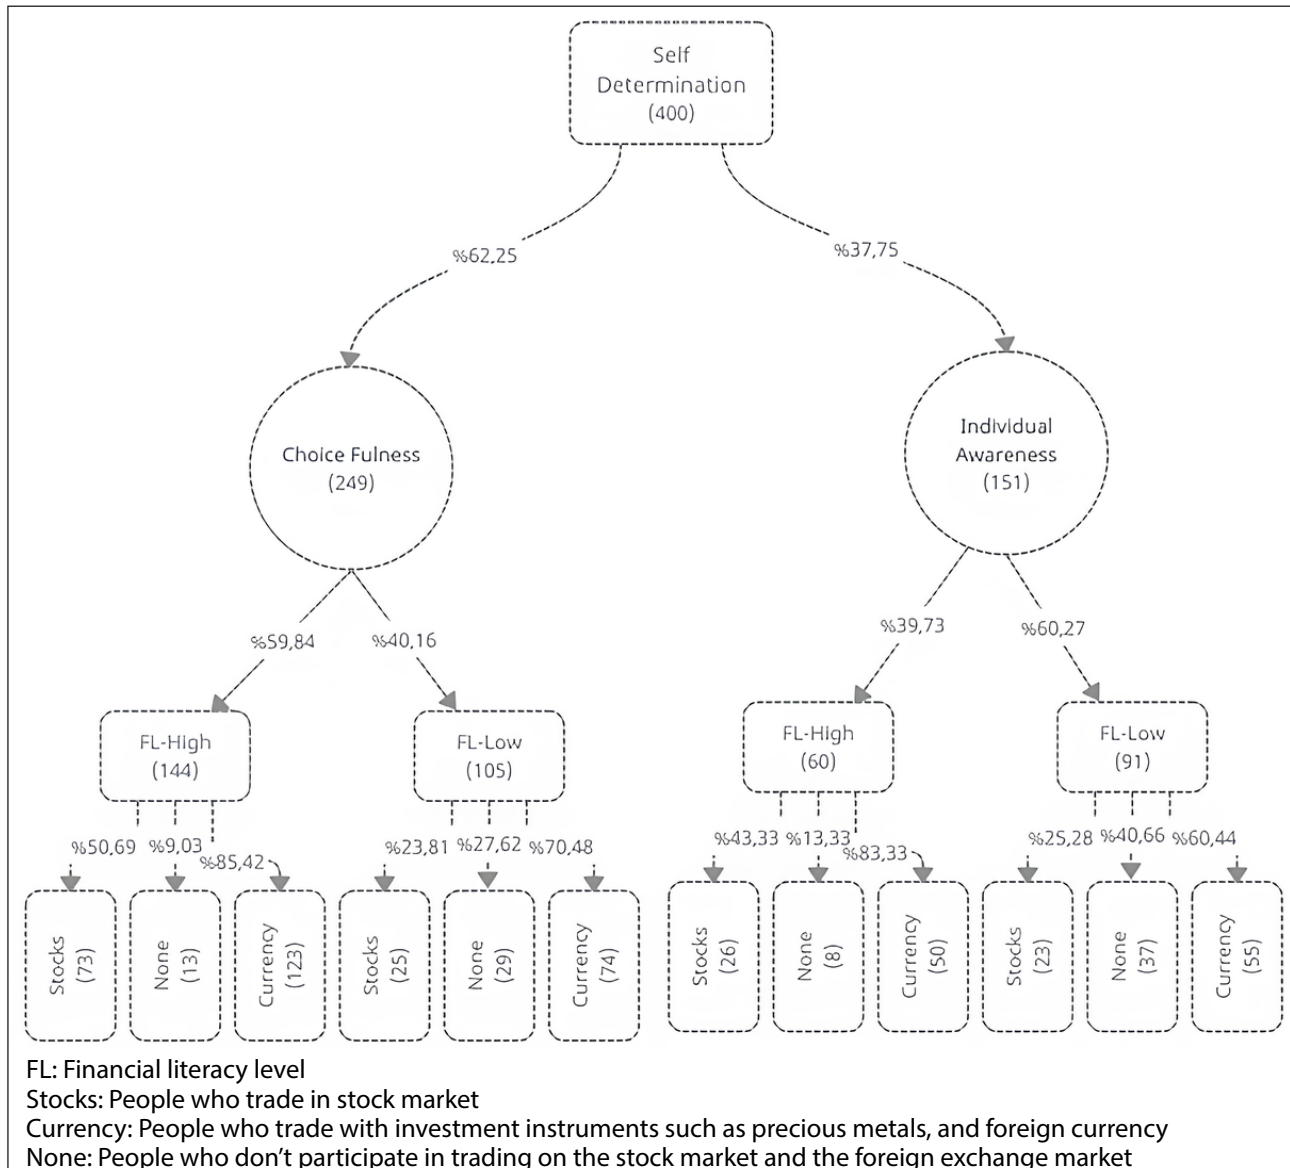 Self
Determination
(400)
%62,25
%37,75
Choice Fulness
(249)
Individual
Awareness
(151)
%59,84
%40,16
%39,73
%60,27
FL-High
(144)
FL-Low
(105)
FL-High
(60)
FL-Low
(91)
%50,69
%9,03
%85,42
%23,81
%27,62
%70,48
%43,33
%13,33
%83,33
%25,28
%40,66
%60,44
Stocks
(73)
None
(13)
Currency
(123)
Stocks
(25)
None
(29)
Currency
(74)
Stocks
(26)
None
(8)
Currency
(50)
Stocks
(23)
None
(37)
Currency
(55)
FL: Financial literacy level
Stocks: People who trade in stock market
Currency: People who trade with investment instruments such as precious metals, and foreign currency
None: People who don’t participate in trading on the stock market and the foreign exchange market